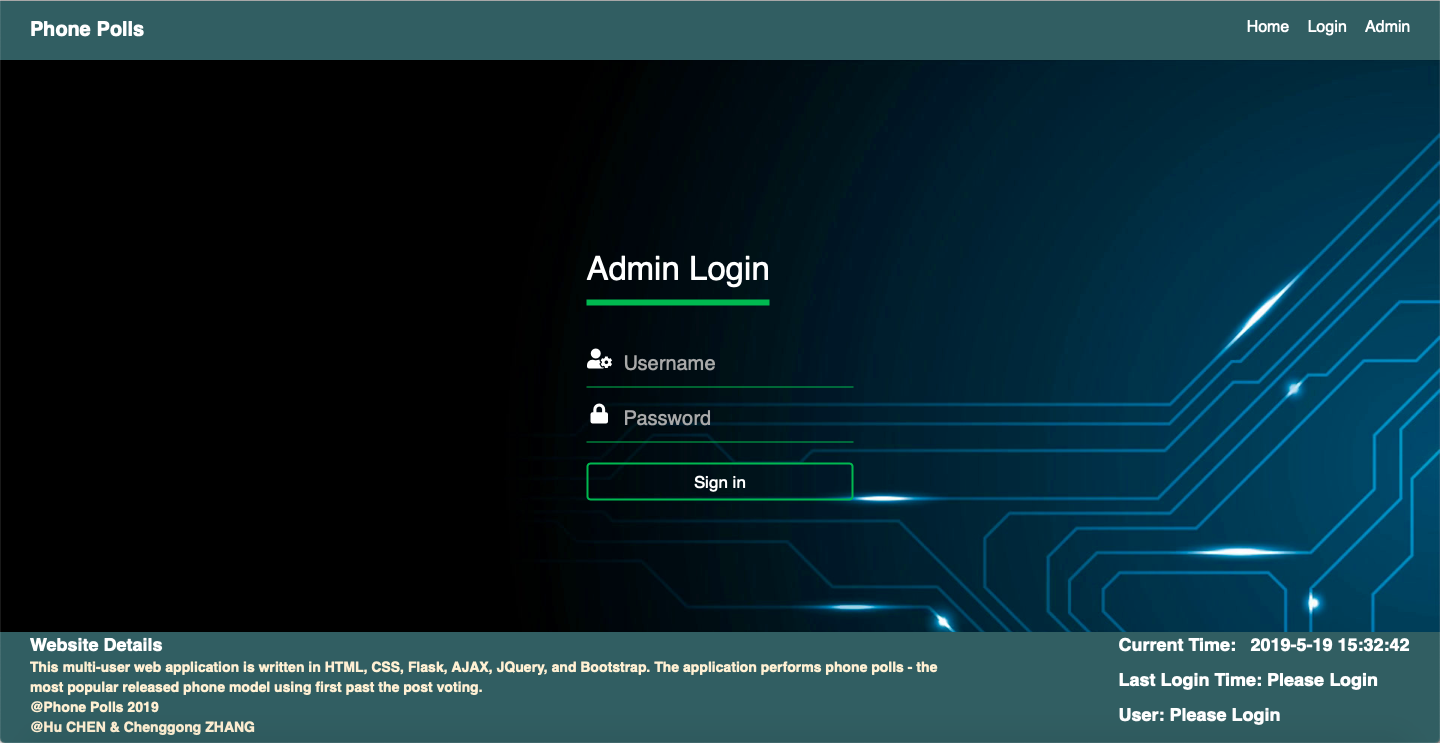 Phone Polls
Home Login Admin
Admin Login
Username
Password
Sign in
Website Details
This multi-user web application is written in HTML, CSS, Flask, AJAX, JQuery, and Bootstrap. The application performs phone polls - the
most popular released phone model using first past the post voting.
@Phone Polls 2019
@Hu CHEN & Chenggong ZHANG
Current Time: 2019-5-19 15:32:42
Last Login Time: Please Login
User: Please Login